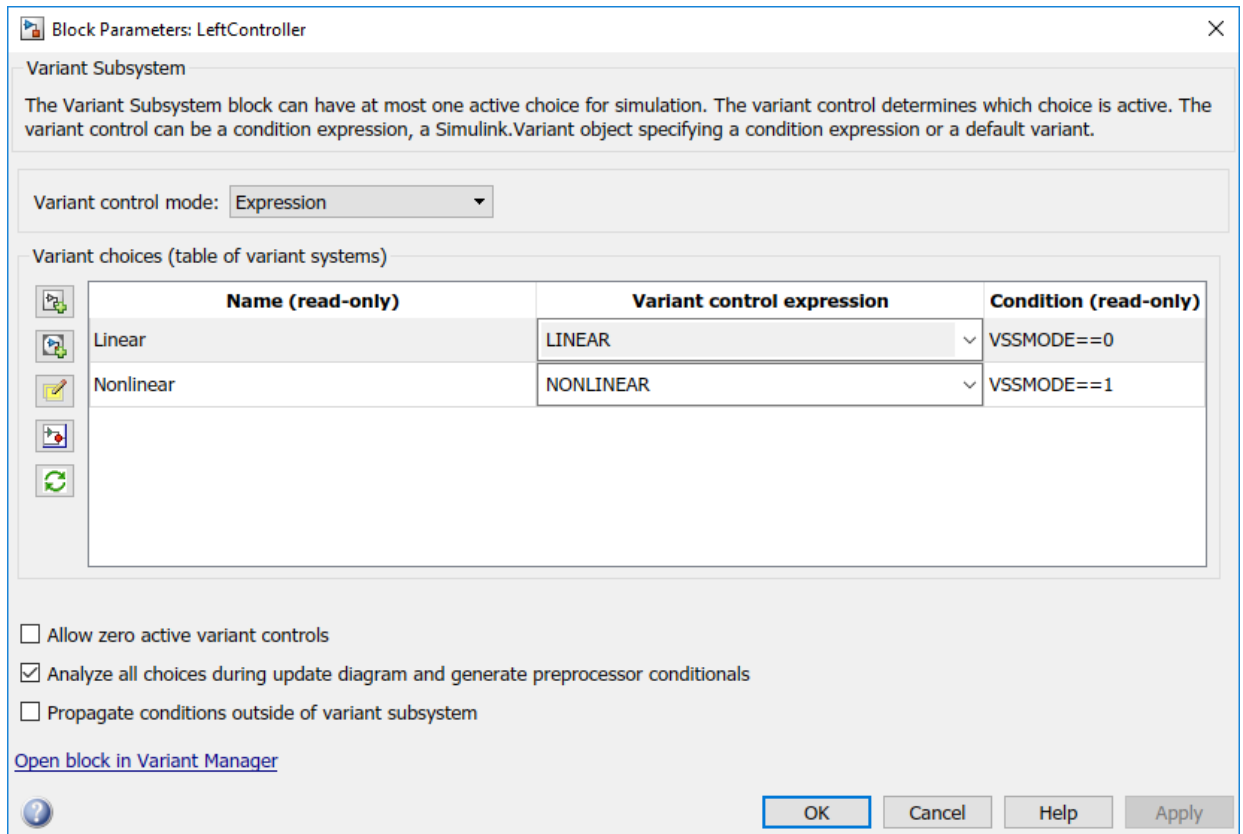 Block Parameters: LeftController
Variant Subsystem
The Variant Subsystem block can have at most one active choice for simulation. The variant control determines which choice is active. The
variant control can be a condition expression, a Simulink.Variant object specifying a condition expression or a default variant.
Variant control mode: Expression
Variant choices (table of variant systems)
Name (read-only) Variant control expression Condition (read-only)
Linear LINEAR VSSMODE==0
Nonlinear NONLINEAR VSSMODE==1
Allow zero active variant controls
Analyze all choices during update diagram and generate preprocessor conditionals
Propagate conditions outside of variant subsystem
Open block in Variant Manager
? OK Cancel Help Apply